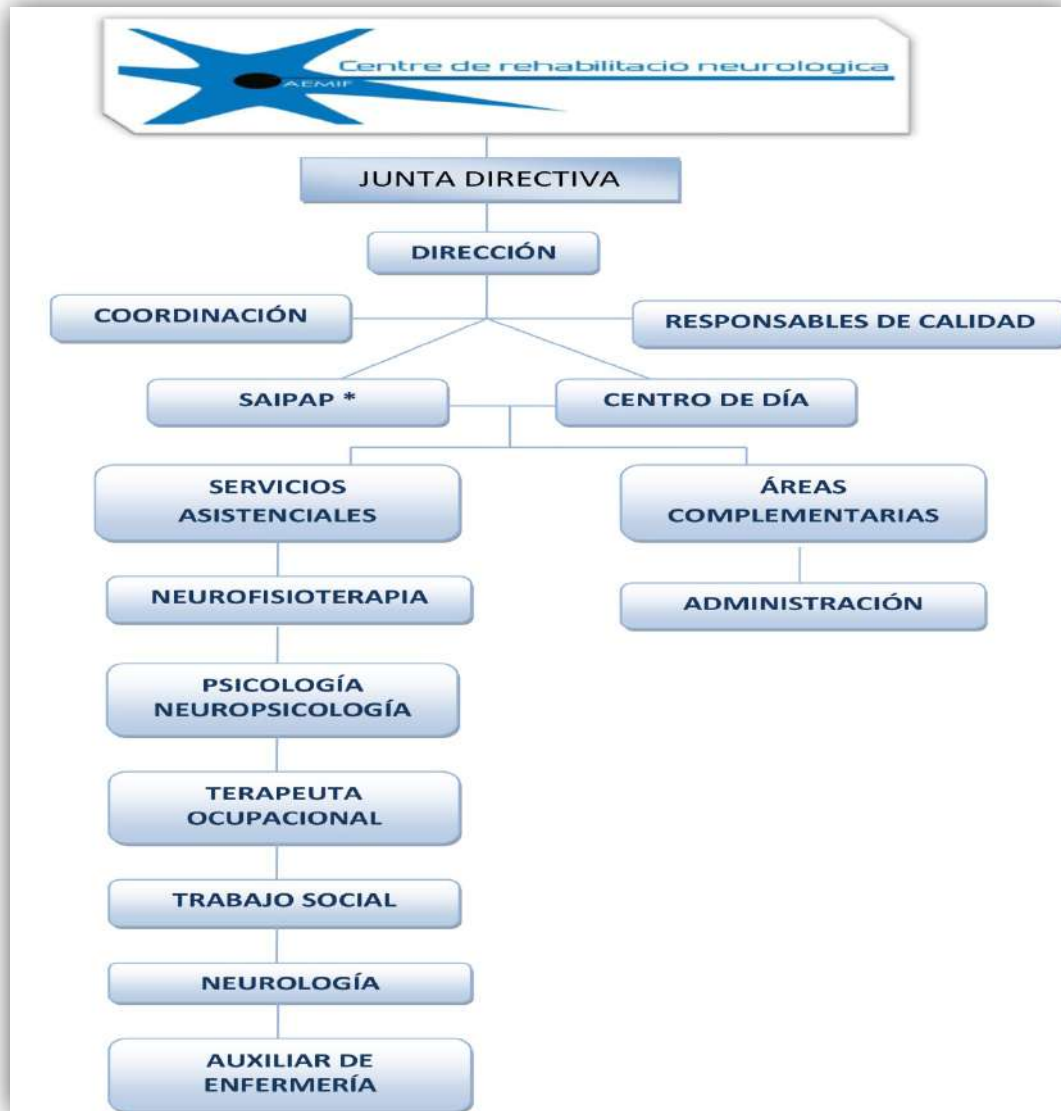 Centre de rehabilitacio neurologica
AEMIF
JUNTA DIRECTIVA
DIRECCIÓN
COORDINACIÓN
RESPONSABLES DE CALIDAD
SAIPAP *
CENTRO DE DÍA
SERVICIOS
ASISTENCIALES
ÁREAS
COMPLEMENTARIAS
NEUROFISIOTERAPIA
ADMINISTRACIÓN
PSICOLOGÍA
NEUROPSICOLOGÍA
TERAPEUTA
OCUPACIONAL
TRABAJO SOCIAL
NEUROLOGÍA
AUXILIAR DE
ENFERMERÍA